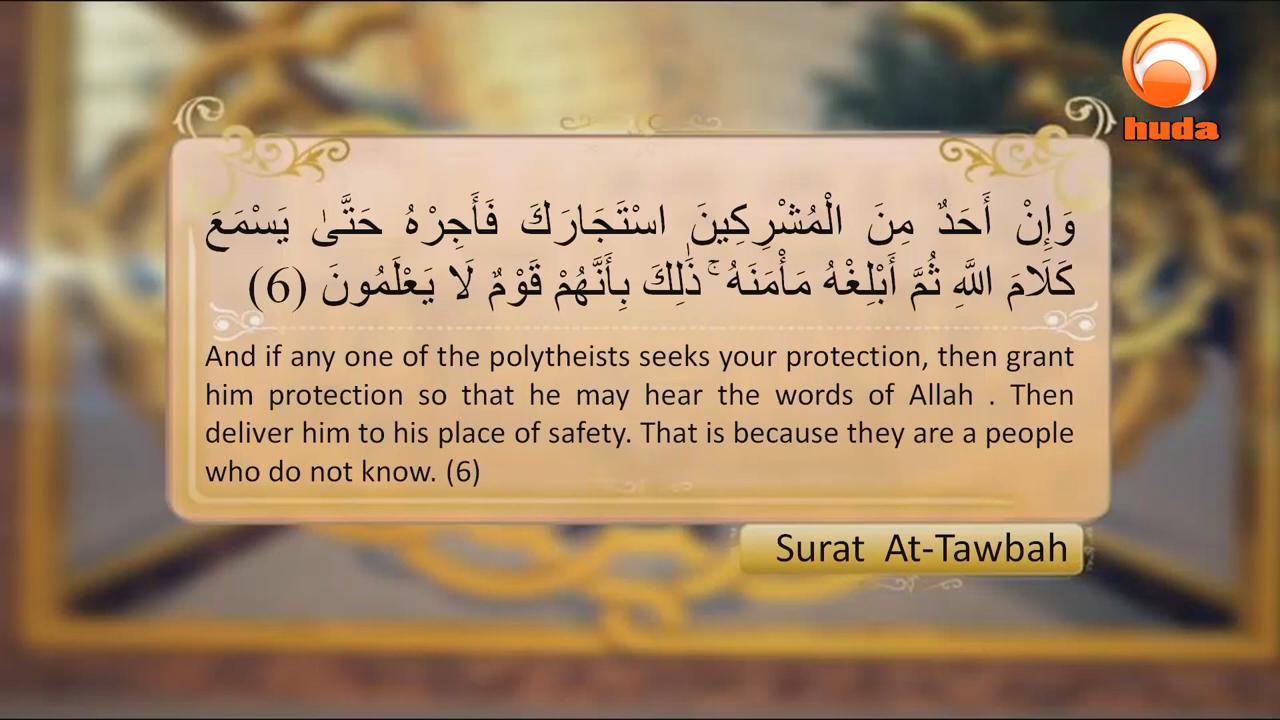 huda
وَإِنْ أَحَدٌ مِنَ الْمُشْرِكِينَ اسْتَجَارَكَ فَأَجِرْهُ حَتَّىٰ يَسْمَعَ
كَلَامَ اللَّهِ ثُمَّ أَبْلِغْهُ مَأْمَنَهُ ۚ ذَٰلِكَ بِأَنَّهُمْ قَوْمٌ لَا يَعْلَمُونَ (6)
And if any one of the polytheists seeks your protection, then grant
him protection so that he may hear the words of Allah . Then
deliver him to his place of safety. That is because they are a people
who do not know. (6)
Surat At-Tawbah